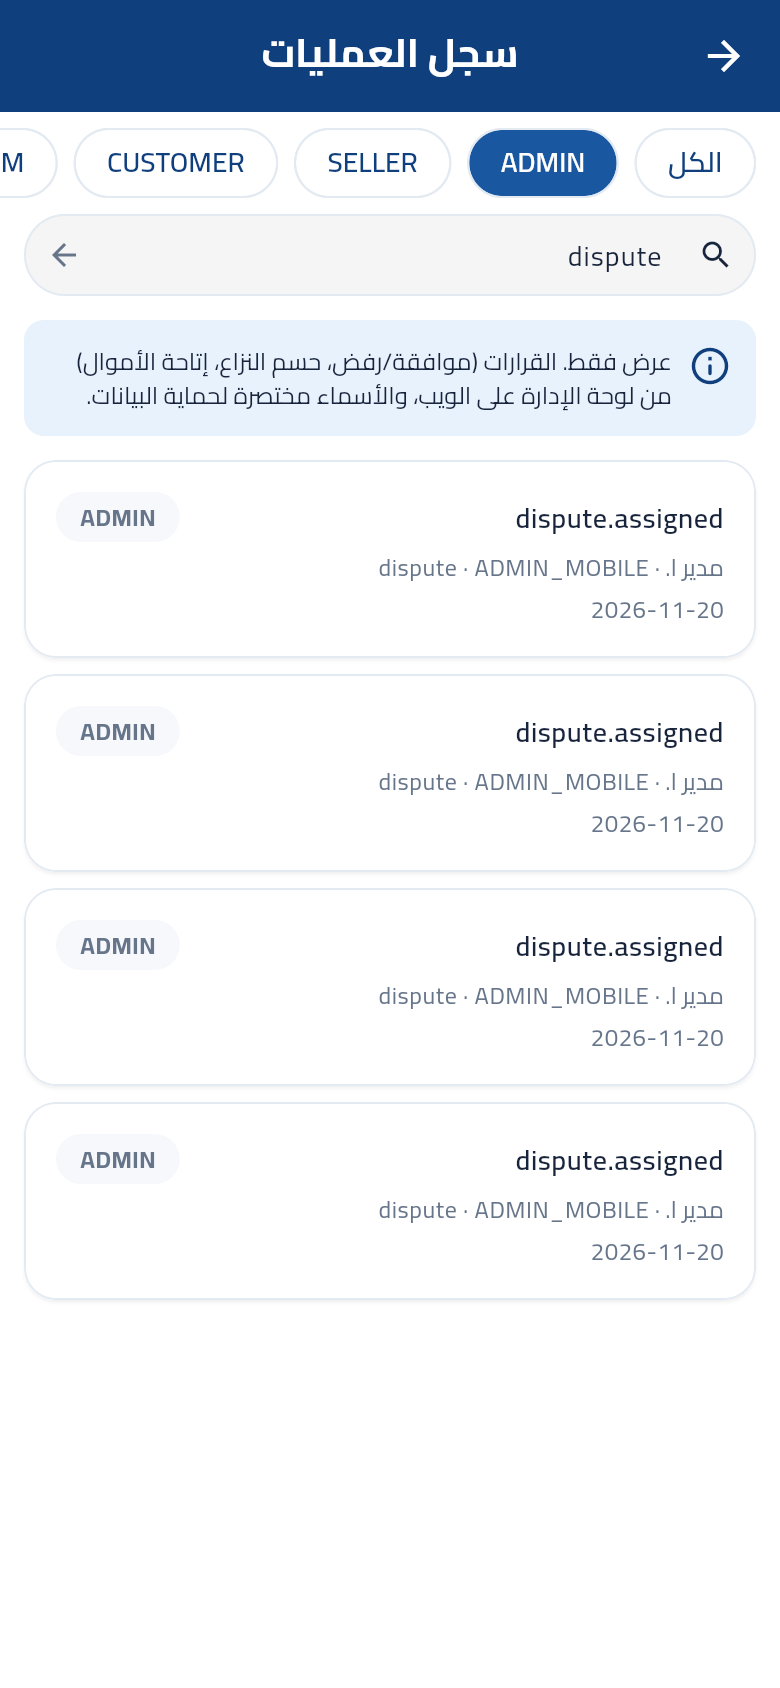 سجل العمليات
الكل
ADMIN
SELLER
CUSTOMER
M
dispute
عرض فقط. القرارات (موافقة/رفض، حسم النزاع، إتاحة الأموال)
من لوحة الإدارة على الويب، والأسماء مختصرة لحماية البيانات.
dispute.assigned
ADMIN
مدير ا. · dispute · ADMIN_MOBILE
2026-11-20
dispute.assigned
ADMIN
مدير ا. · dispute · ADMIN_MOBILE
2026-11-20
dispute.assigned
ADMIN
مدير ا. · dispute · ADMIN_MOBILE
2026-11-20
dispute.assigned
ADMIN
مدير ا. · dispute · ADMIN_MOBILE
2026-11-20